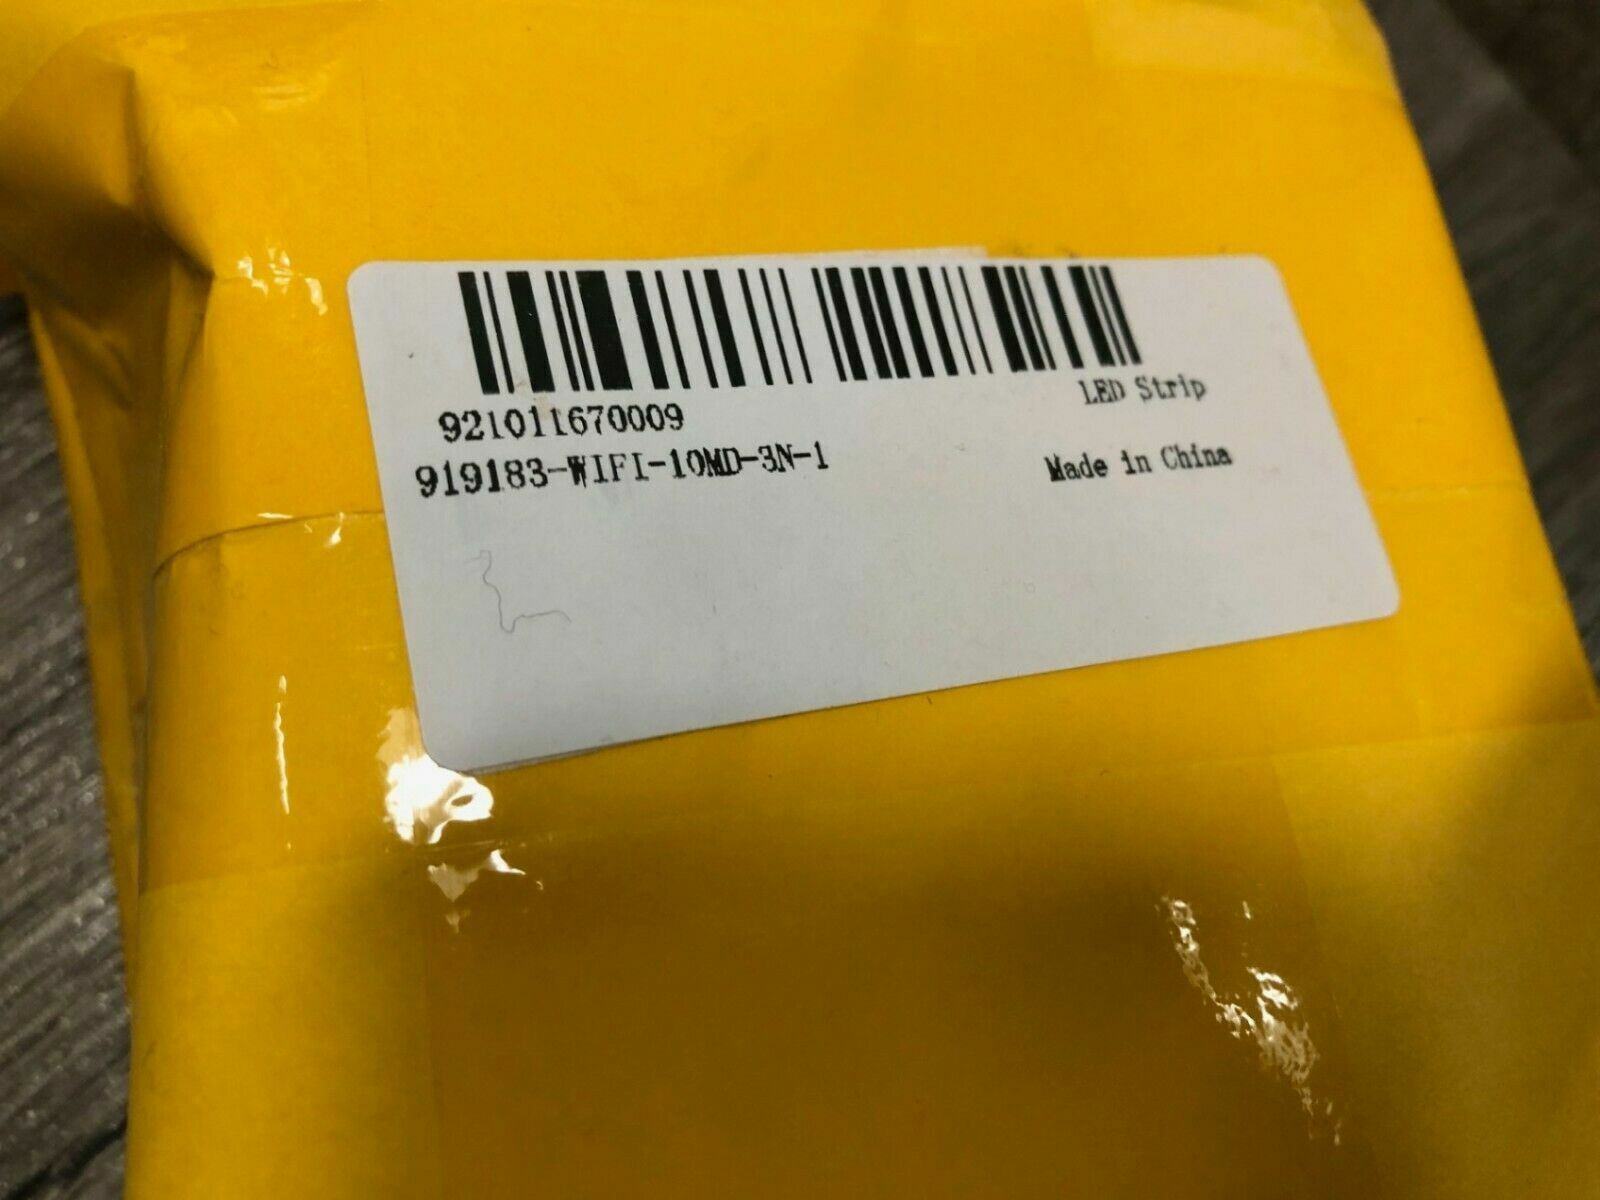 921011670009
LED Strip
919183-WIFI-10MD-3N-1
Made in China